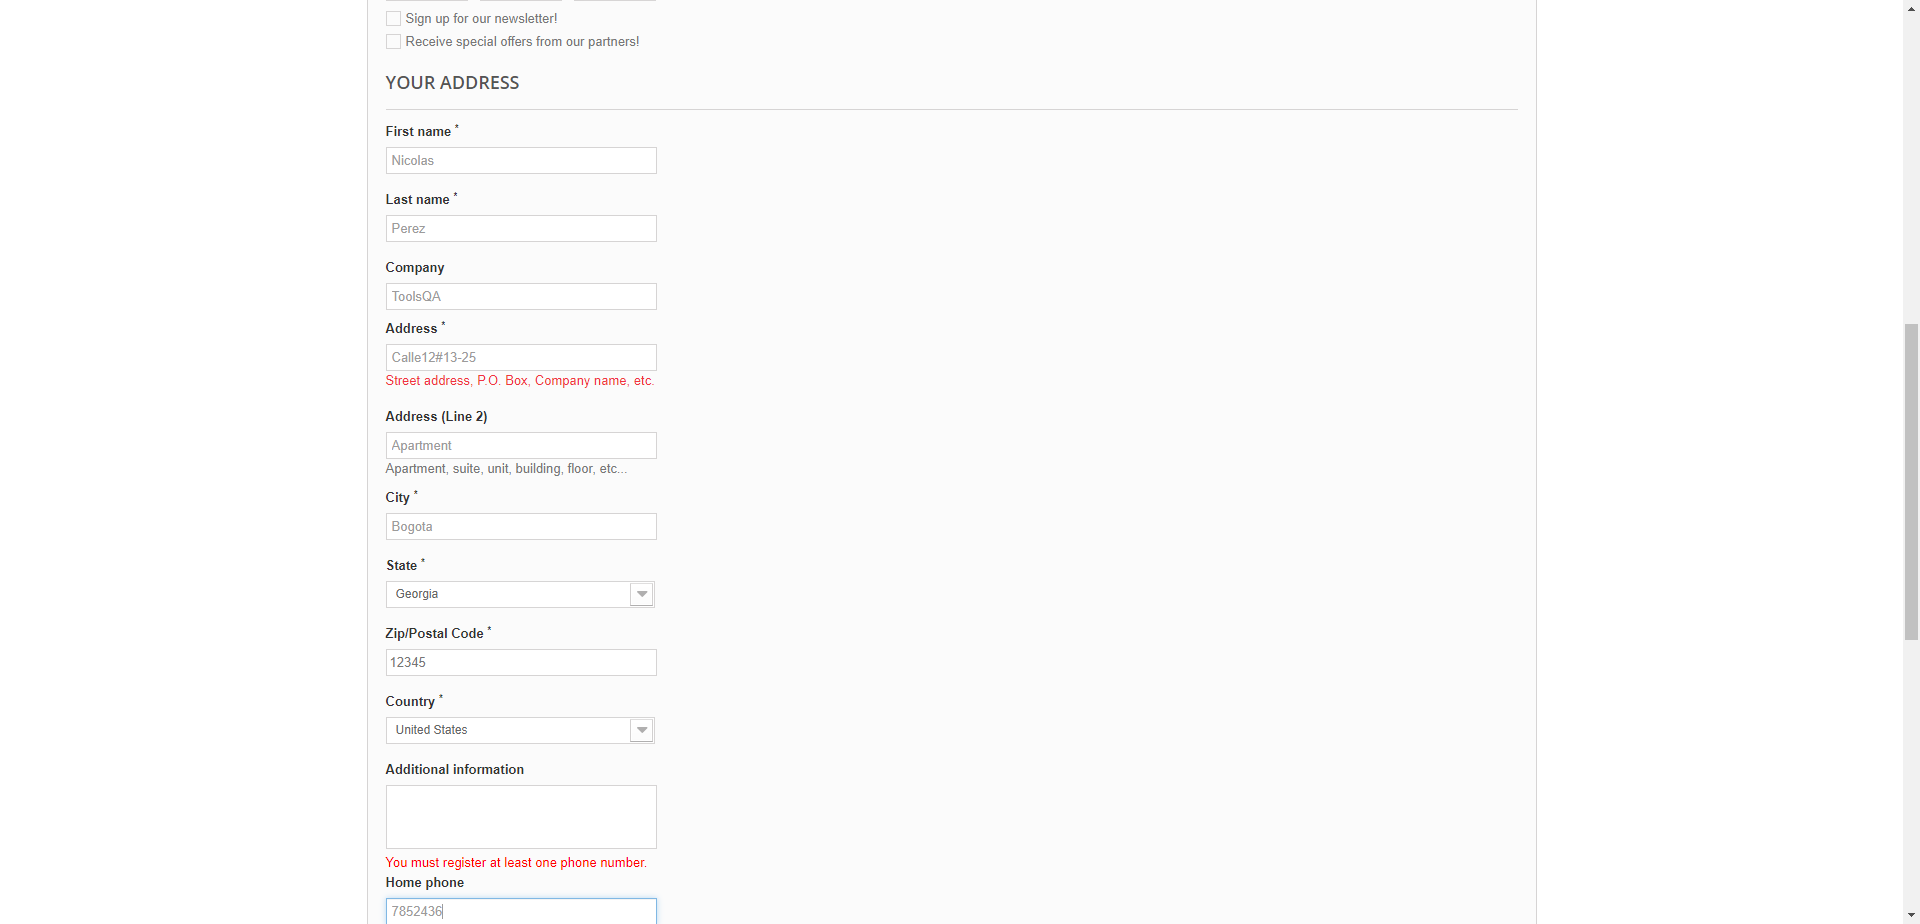 Sign up for our newsletter!
Receive special offers from our partners!
YOUR ADDRESS
First name *
Nicolas
Last name *
Perez
Company
ToolsQA
Address *
Calle12#13-25
Street address, P.O. Box, Company name, etc.
Address (Line 2)
Apartment
Apartment, suite, unit, building, floor, etc...
City *
Bogota
State *
Georgia
Zip/Postal Code *
12345
Country *
United States
Additional information
You must register at least one phone number.
Home phone
7852436